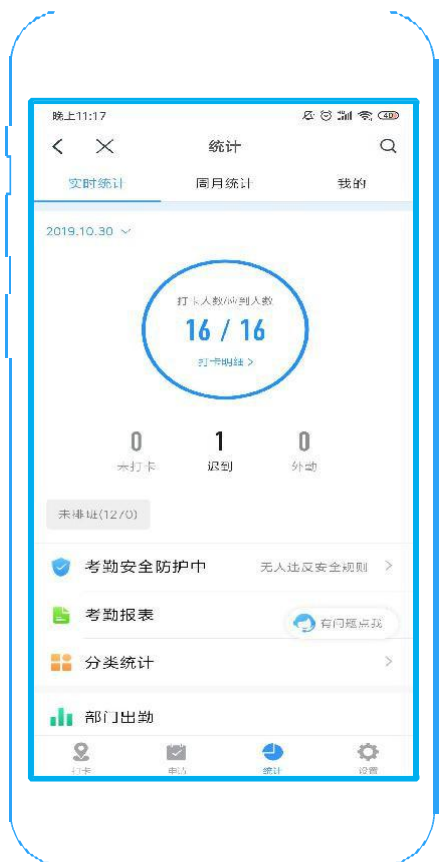 晚上11:17
40
统计
实时统计 周月统计 我的
2019.10.30
打卡人数/应到人数
16 / 16
打卡明细 >
0 1 0
未打卡 迟到 外勤
未排班(1270)
考勤安全防护中 无人违反安全规则 >
考勤报表
有问题点我
分类统计 >
部门出勤
打卡 申请 统计 设置